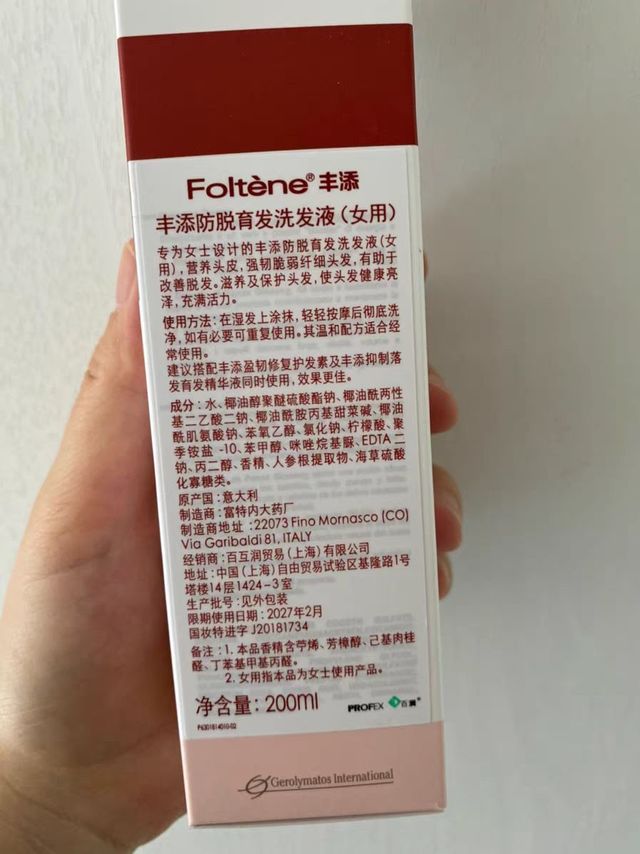 Foltène® 丰添
丰添防脱育发洗发液(女用)
专为女士设计的丰添防脱育发洗发液(女
用),营养头皮,强韧脆弱纤细头发,有助于
改善脱发。滋养及保护头发,使头发健康亮
泽,充满活力。
使用方法:在湿发上涂抹,轻轻按摩后彻底洗
净,如有必要可重复使用。其温和配方适合经
常使用。
建议搭配丰添盈韧修复护发素及丰添抑制落
发育发精华液同时使用,效果更佳。
成分:水、椰油醇聚醚硫酸酯钠、椰油酰两性
基二乙酸二钠、椰油酰胺丙基甜菜碱、椰油
酰肌氨酸钠、苯氧乙醇、氯化钠、柠檬酸、聚
季铵盐 -10、苯甲醇、咪唑烷基脲、EDTA 二
钠、丙二醇、香精、人参根提取物、海草硫酸
化寡糖类。
原产国:意大利
制造商:富特内大药厂
制造商地址:22073 Fino Mornasco (CO)
Via Garibaldi 81, ITALY
经销商:百互润贸易(上海)有限公司
地址:中国(上海)自由贸易试验区基隆路1号
塔楼14层1424-3室
生产批号:见外包装
限期使用日期:2027年2月
国妆特进字 J20181734
备注:1. 本品香精含苧烯、芳樟醇、己基肉桂
醛、丁苯基甲基丙醛。
2. 女用指本品为女士使用产品。
净含量:200ml PROFEX 百润®
P6301814010-02
Gerolymatos International